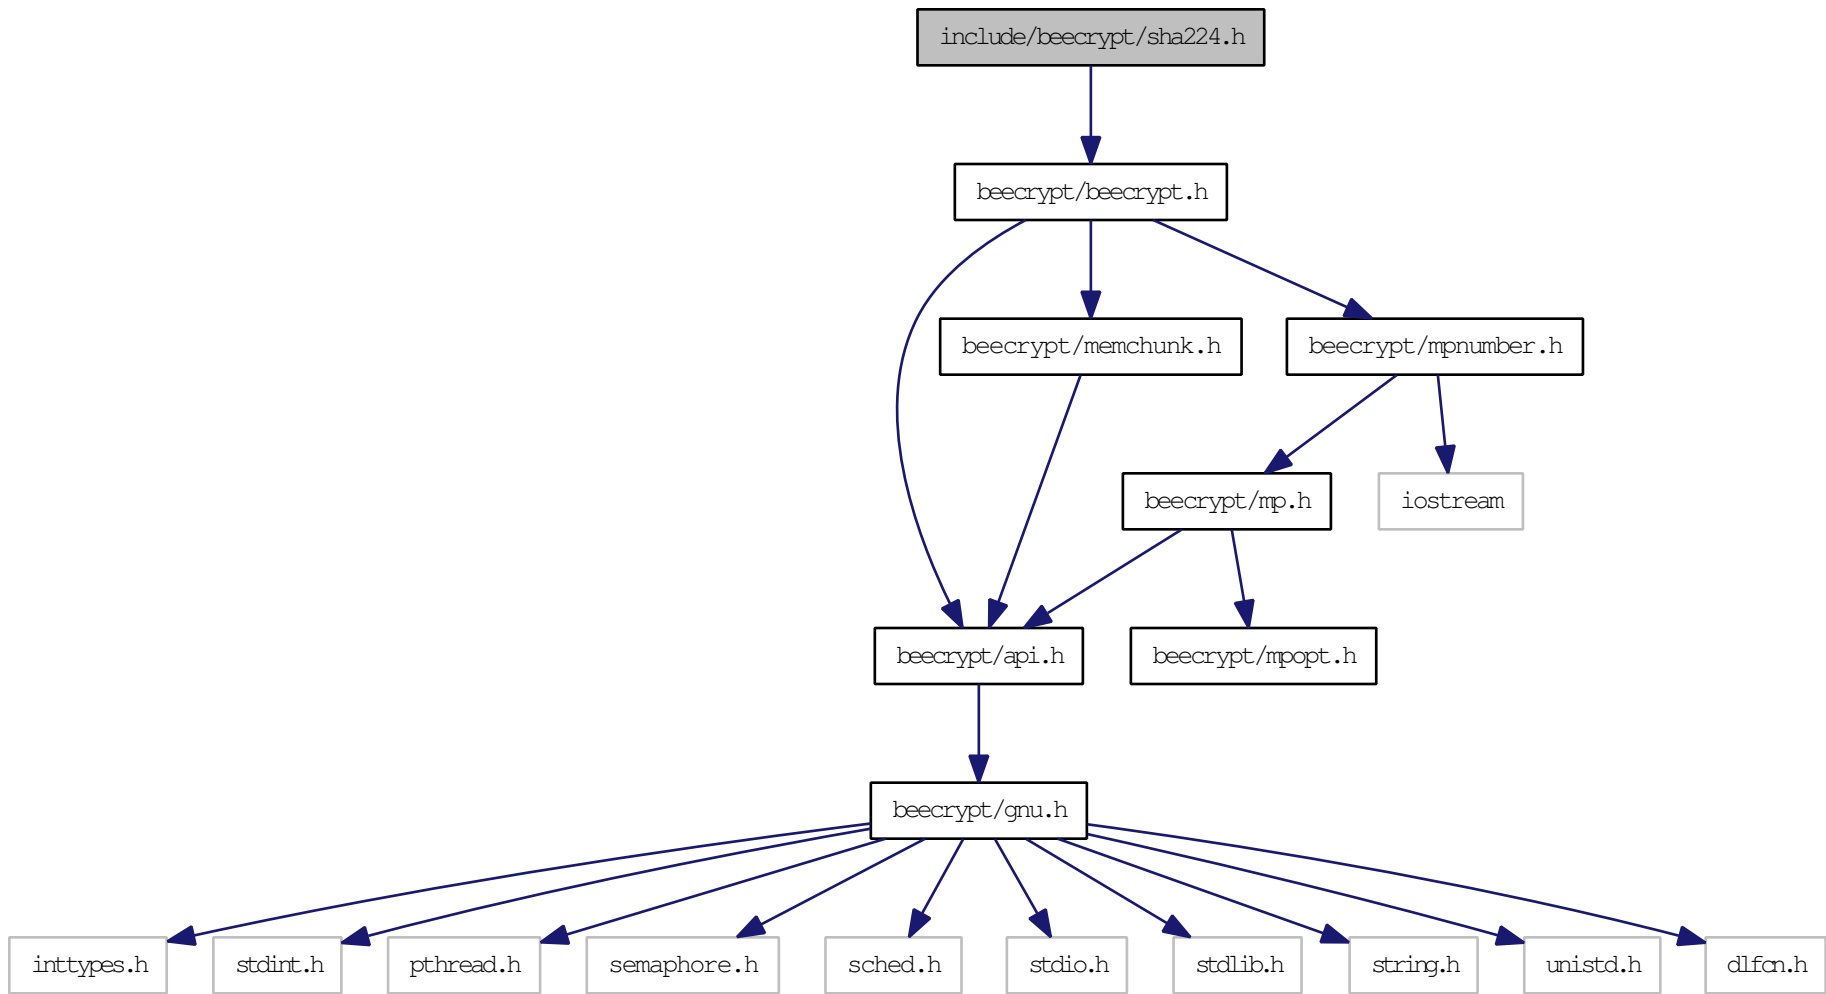 include/beecrypt/sha224.h
beecrypt/beecrypt.h
beecrypt/memchunk.h
beecrypt/mpnumber.h
beecrypt/mp.h
iostream
beecrypt/api.h
beecrypt/mpopt.h
beecrypt/gnu.h
inttypes.h
stdint.h
pthread.h
semaphore.h
sched.h
stdio.h
stdlib.h
string.h
unistd.h
dlfcn.h